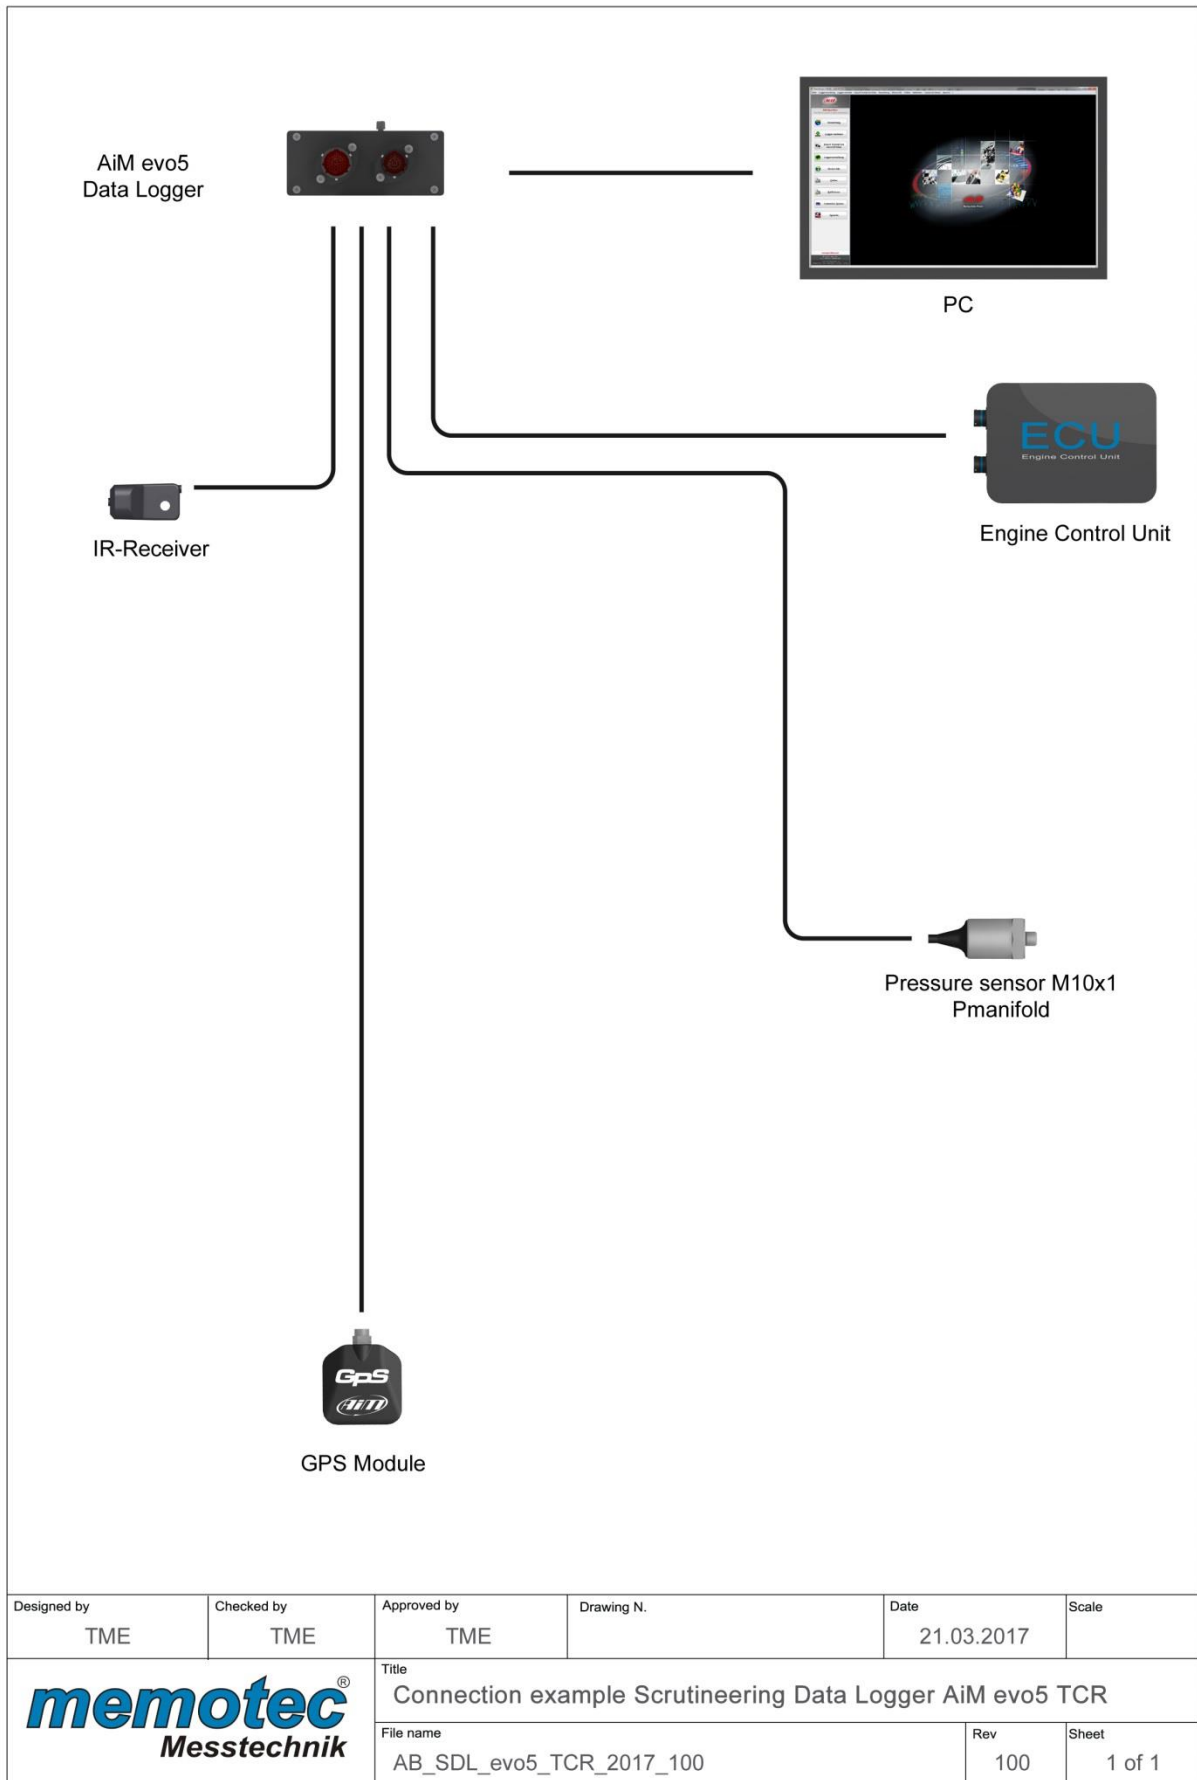 AiM evo5
Data Logger
PC
ECU
Engine Control Unit
Engine Control Unit
IR-Receiver
Pressure sensor M10x1
Pmanifold
GPS
AiM
GPS Module
Designed by
TME
Checked by
TME
Approved by
TME
Drawing N.
Date
21.03.2017
Scale
memotec®
Messtechnik
Title
Connection example Scrutineering Data Logger AiM evo5 TCR
File name
AB_SDL_evo5_TCR_2017_100
Rev
100
Sheet
1 of 1